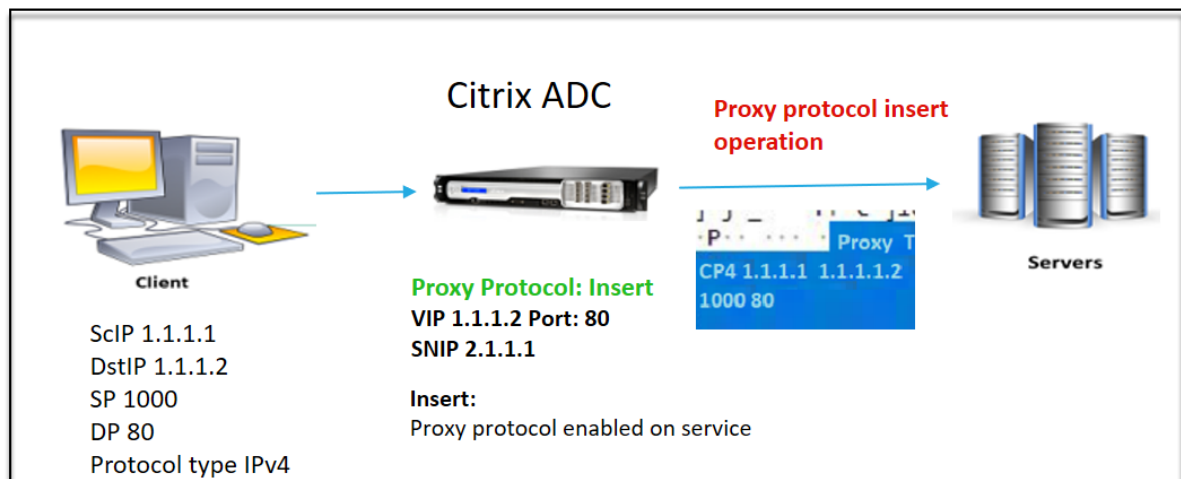 Citrix ADC
Proxy protocol insert
operation
Client
Servers
ScIP 1.1.1.1
DstIP 1.1.1.2
SP 1000
DP 80
Protocol type IPv4
Proxy Protocol: Insert
VIP 1.1.1.2 Port: 80
SNIP 2.1.1.1
Insert:
Proxy protocol enabled on service
·P·· ··· · · Proxy T
CP4 1.1.1.1 1.1.1.1.2
1000 80